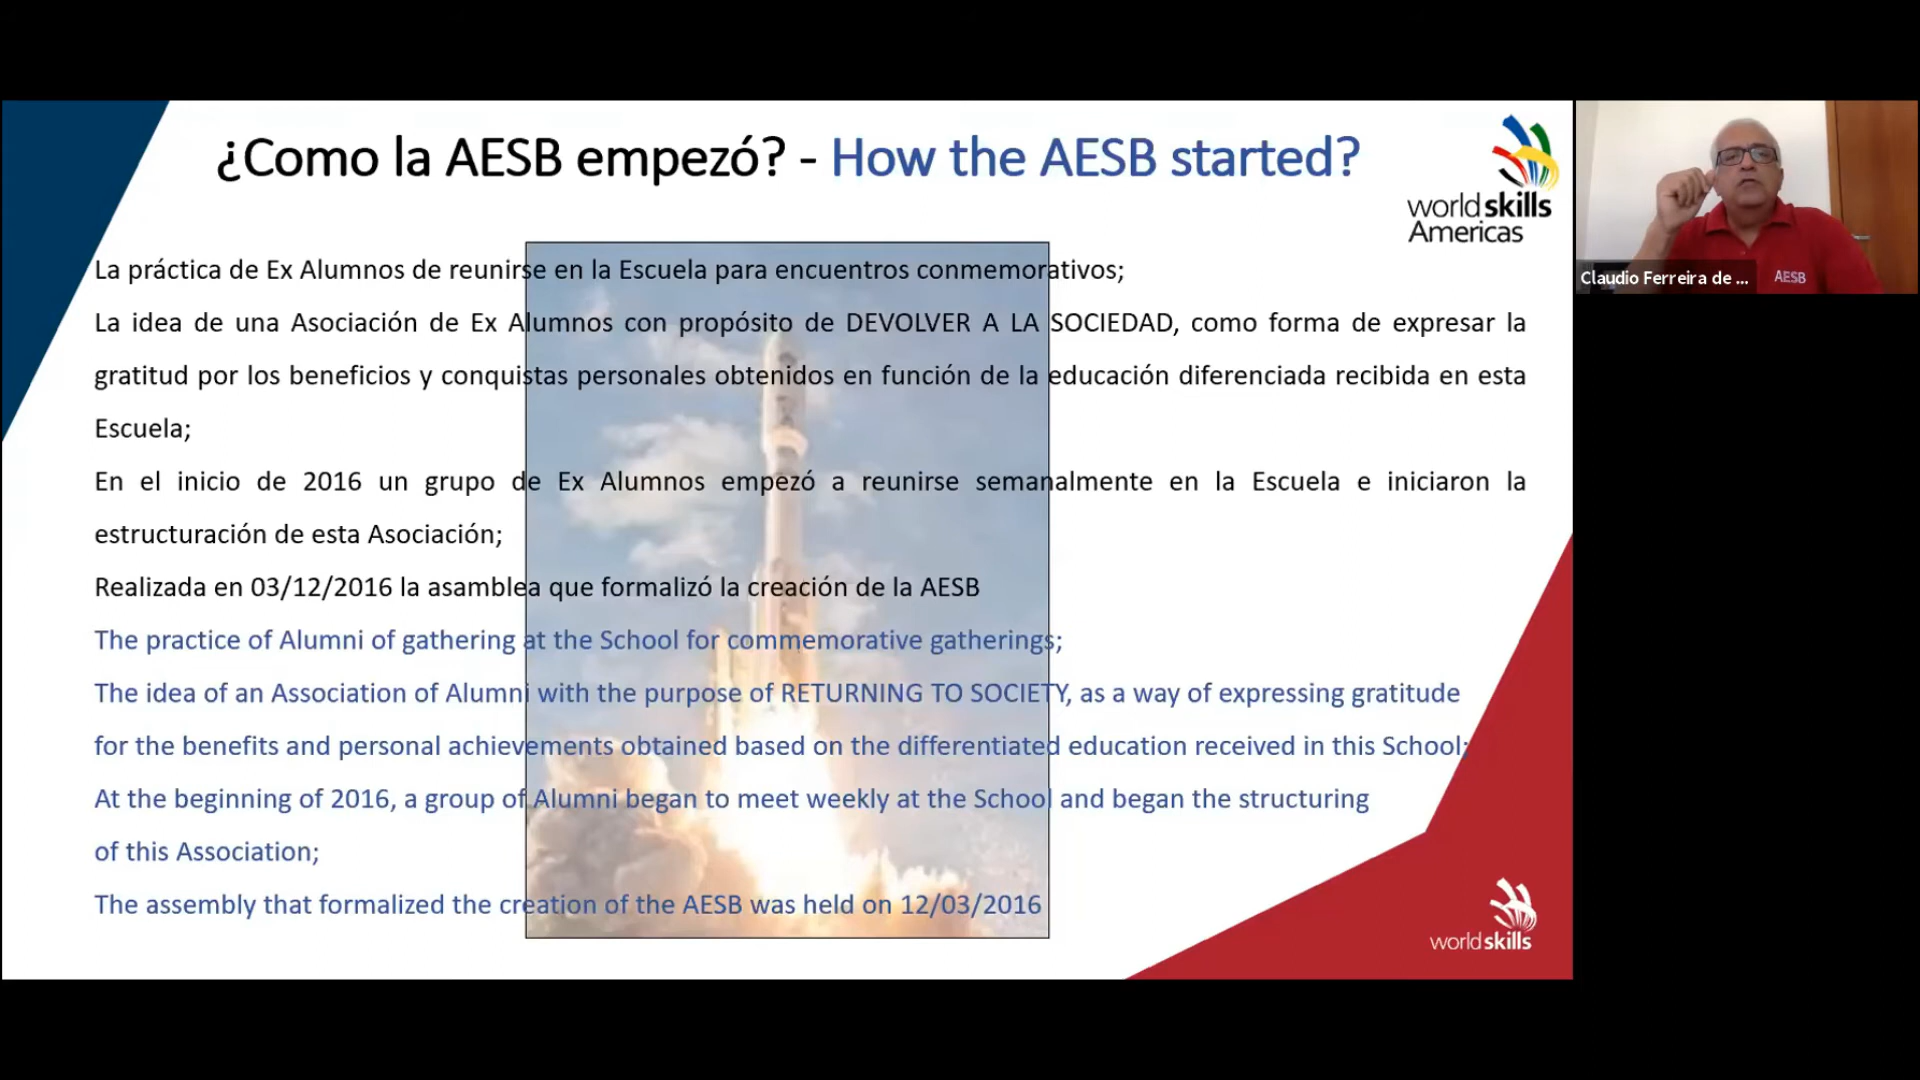 ¿Como la AESB empezó? - How the AESB started?
worldskills
Americas
La práctica de Ex Alumnos de reunirse en la Escuela para encuentros conmemorativos;
La idea de una Asociación de Ex Alumnos con propósito de DEVOLVER A LA SOCIEDAD, como forma de expresar la
gratitud por los beneficios y conquistas personales obtenidos en función de la educación diferenciada recibida en esta
Escuela;
En el inicio de 2016 un grupo de Ex Alumnos empezó a reunirse semanalmente en la Escuela e iniciaron la
estructuración de esta Asociación;
Realizada en 03/12/2016 la asamblea que formalizó la creación de la AESB
The practice of Alumni of gathering at the School for commemorative gatherings;
The idea of an Association of Alumni with the purpose of RETURNING TO SOCIETY, as a way of expressing gratitude
for the benefits and personal achievements obtained based on the differentiated education received in this School;
At the beginning of 2016, a group of Alumni began to meet weekly at the School and began the structuring
of this Association;
The assembly that formalized the creation of the AESB was held on 12/03/2016
worldskills
Claudio Ferreira de ...
AESB